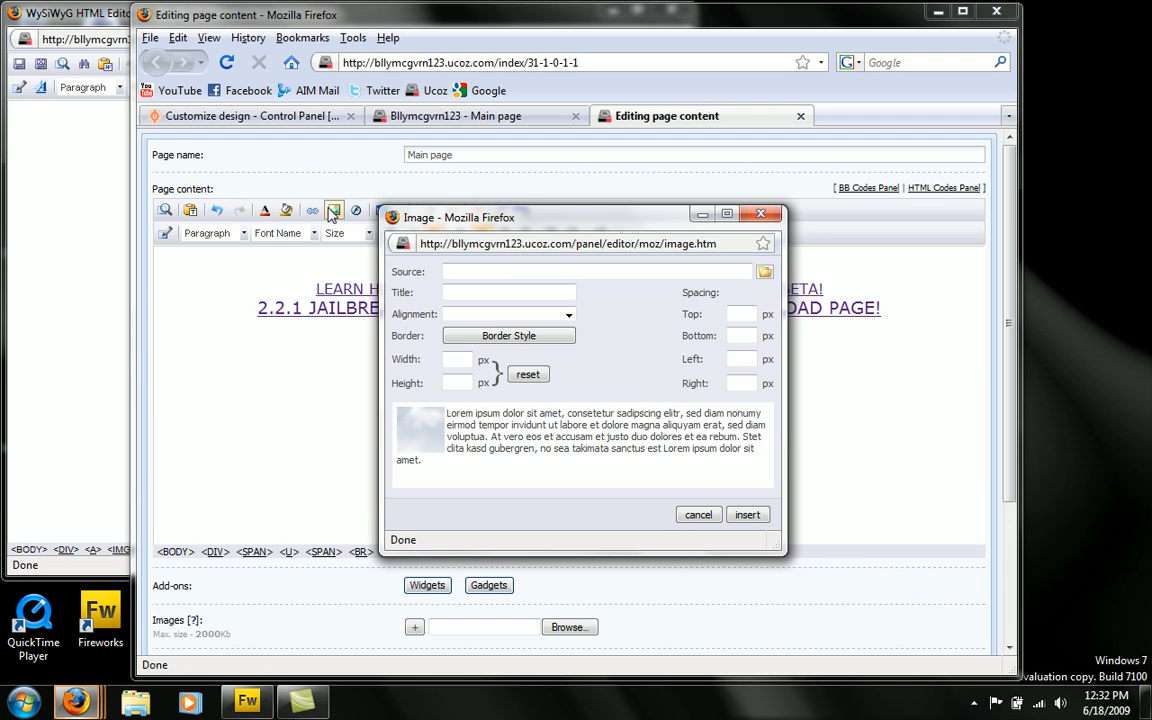 WySiWyG HTML Edito
Editing page content - Mozilla Firefox
http://bllymcgvr
File Edit View History Bookmarks Tools Help
http://bllymcgvrn123.ucoz.com/index/31-1-0-1-1
Google
Paragraph
YouTube Facebook AIM Mail Twitter Ucoz Google
Customize design - Control Panel [...
Bllymcgvrn123 - Main page
Editing page content
Page name:
Main page
Page content:
[ BB Codes Panel | HTML Codes Panel ]
Paragraph Font Name Size
LEARN H
ETA!
2.2.1 JAILBRE
OAD PAGE!
Image - Mozilla Firefox
http://bllymcgvrn123.ucoz.com/panel/editor/moz/image.htm
Source:
Title:
Spacing:
Alignment:
Top: px
Border:
Border Style
Bottom: px
Width: px
Left: px
reset
Height: px
Right: px
Lorem ipsum dolor sit amet, consetetur sadipscing elitr, sed diam nonumy
eirmod tempor invidunt ut labore et dolore magna aliquyam erat, sed diam
voluptua. At vero eos et accusam et justo duo dolores et ea rebum. Stet
clita kasd gubergren, no sea takimata sanctus est Lorem ipsum dolor sit
amet.
cancel insert
Done
<BODY> <DIV> <A> <IMG
<BODY> <DIV> <SPAN> <U> <SPAN> <BR>
Done
Add-ons:
Widgets Gadgets
Images [?]:
Max. size - 2000Kb
+
Browse...
Done
QuickTime
Player
Fw
Fireworks
Windows 7
valuation copy. Build 7100
Fw
12:32 PM
6/18/2009